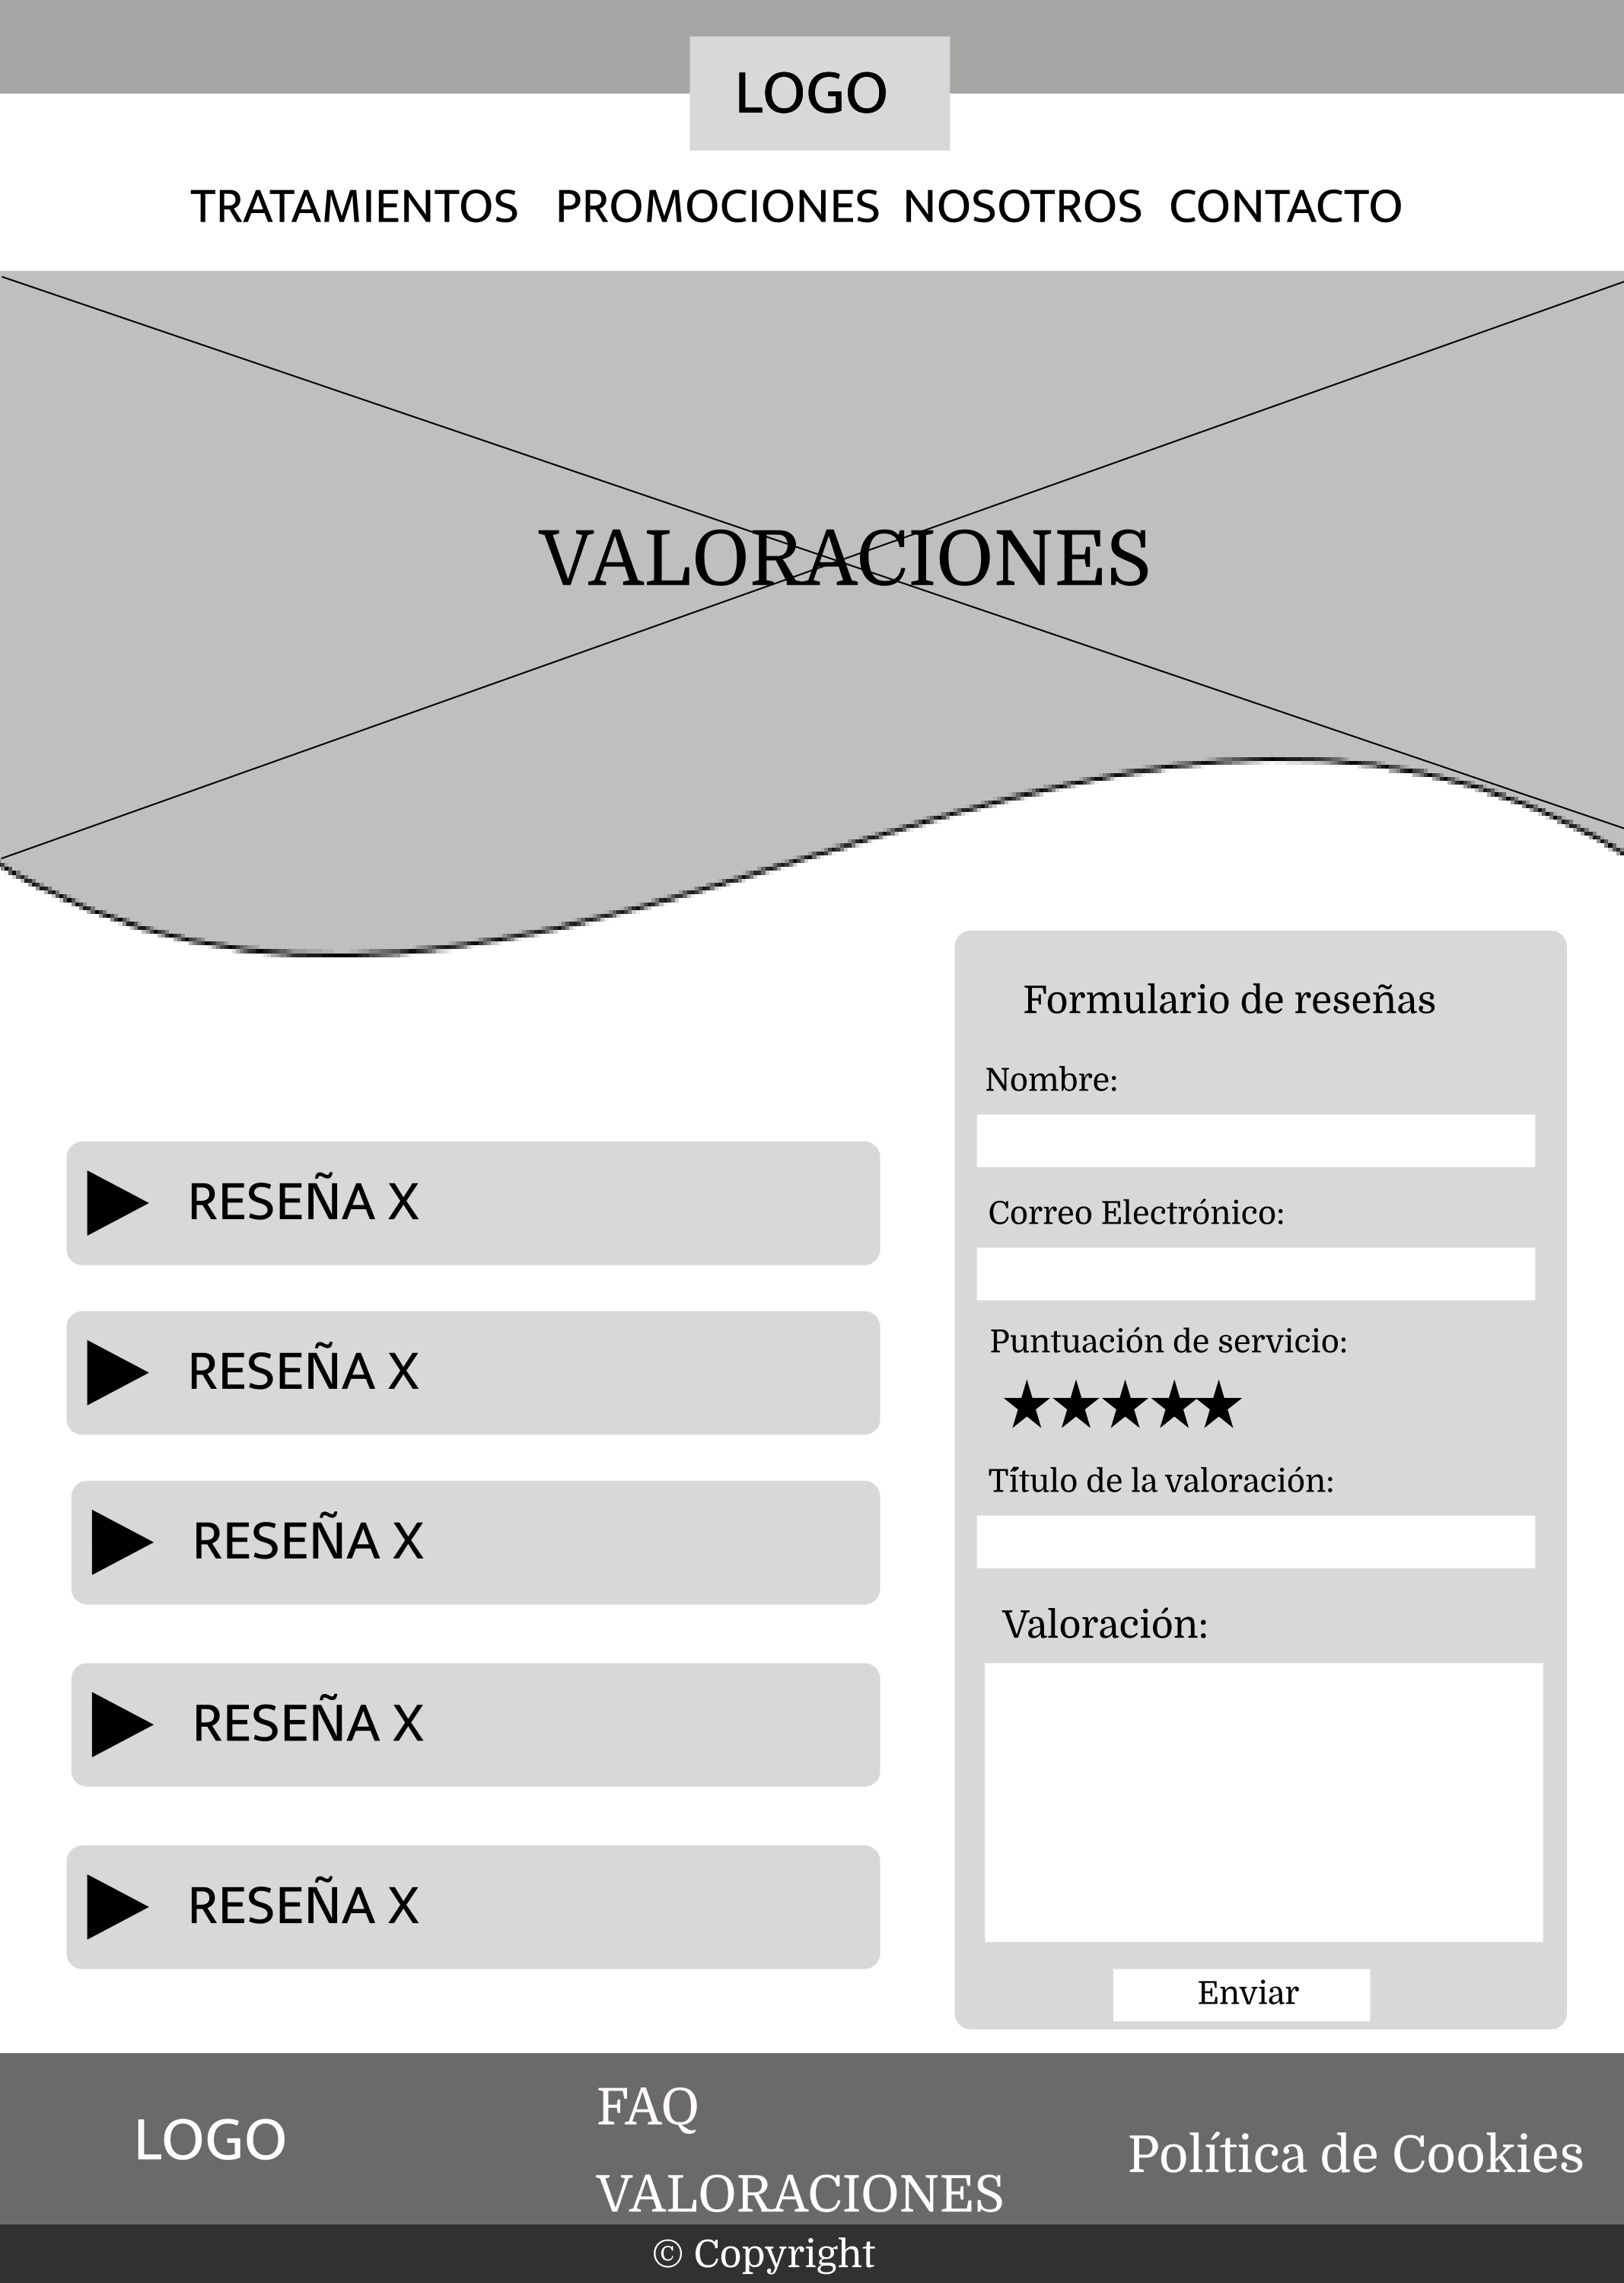 LOGO
TRATAMIENTOS PROMOCIONES NOSOTROS CONTACTO
VALORACIONES
RESEÑA X
RESEÑA X
RESEÑA X
RESEÑA X
RESEÑA X
Formulario de reseñas
Nombre:
Correo Electrónico:
Puntuación de servicio:
★★★★★
Título de la valoración:
Valoración:
Enviar
LOGO
FAQ
VALORACIONES
Política de Cookies
© Copyright